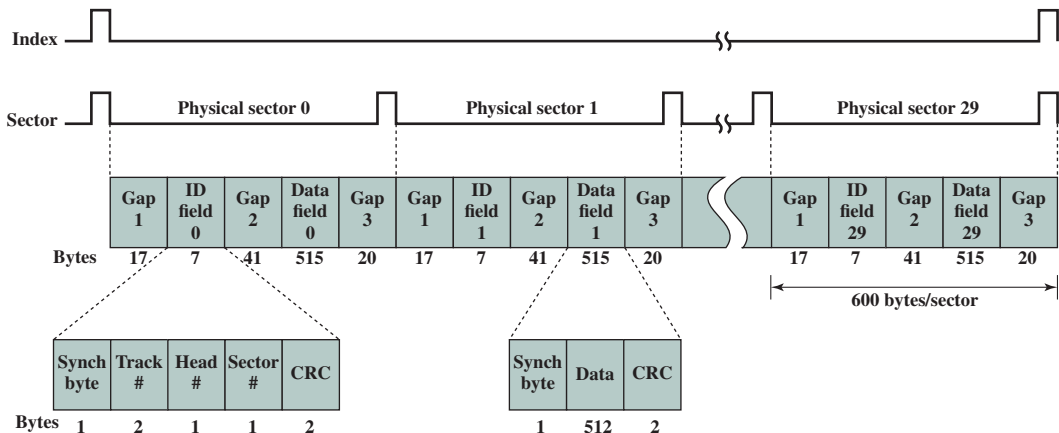 Index
Sector
Physical sector 0
Physical sector 1
Physical sector 29
Gap 1
ID field 0
Gap 2
Data field 0
Gap 3
Gap 1
ID field 1
Gap 2
Data field 1
Gap 3
Gap 1
ID field 29
Gap 2
Data field 29
Gap 3
Bytes 17 7 41 515 20 17 7 41 515 20 17 7 41 515 20
600 bytes/sector
Synch byte
Track #
Head #
Sector #
CRC
Bytes 1 2 1 1 2
Synch byte
Data
CRC
1 512 2